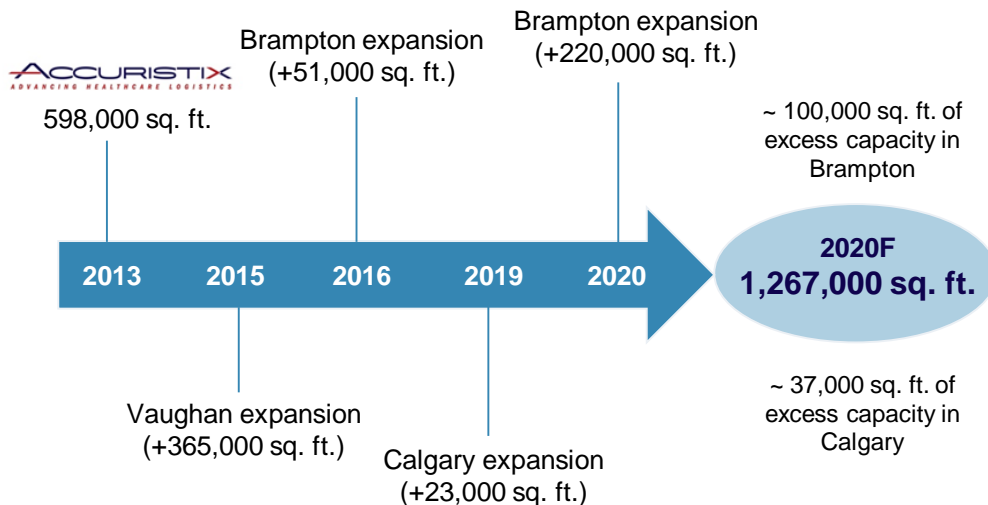 ACCURISTIX
ADVANCING HEALTHCARE LOGISTICS
598,000 sq. ft.
Brampton expansion
(+51,000 sq. ft.)
Brampton expansion
(+220,000 sq. ft.)
~ 100,000 sq. ft. of
excess capacity in
Brampton
2013
2015
2016
2019
2020
2020F
1,267,000 sq. ft.
Vaughan expansion
(+365,000 sq. ft.)
Calgary expansion
(+23,000 sq. ft.)
~ 37,000 sq. ft. of
excess capacity in
Calgary